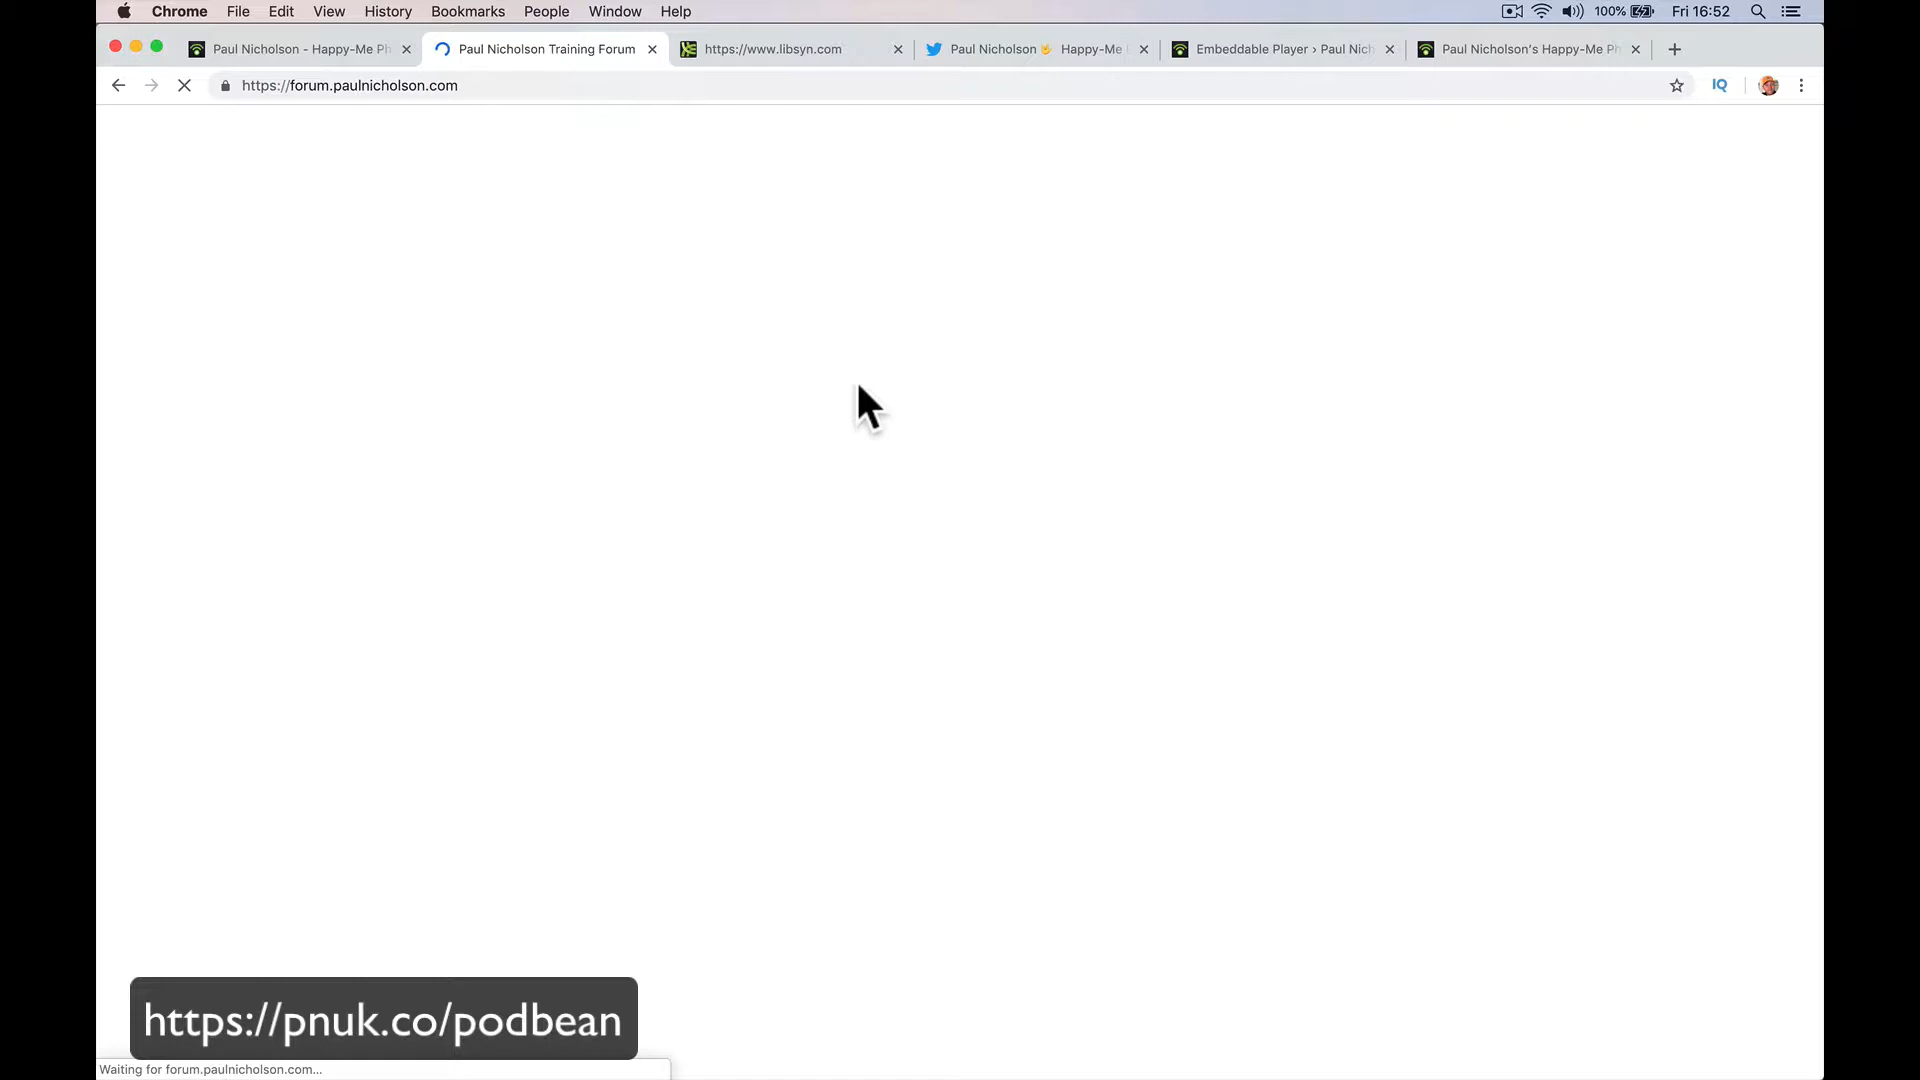 Chrome File Edit View History Bookmarks People Window Help 100% Fri 16:52
Paul Nicholson - Happy-Me Ph Paul Nicholson Training Forum https://www.libsyn.com Paul Nicholson 🤟 Happy-Me Embeddable Player › Paul Nich Paul Nicholson's Happy-Me Ph
https://forum.paulnicholson.com IQ
https://pnuk.co/podbean
Waiting for forum.paulnicholson.com...